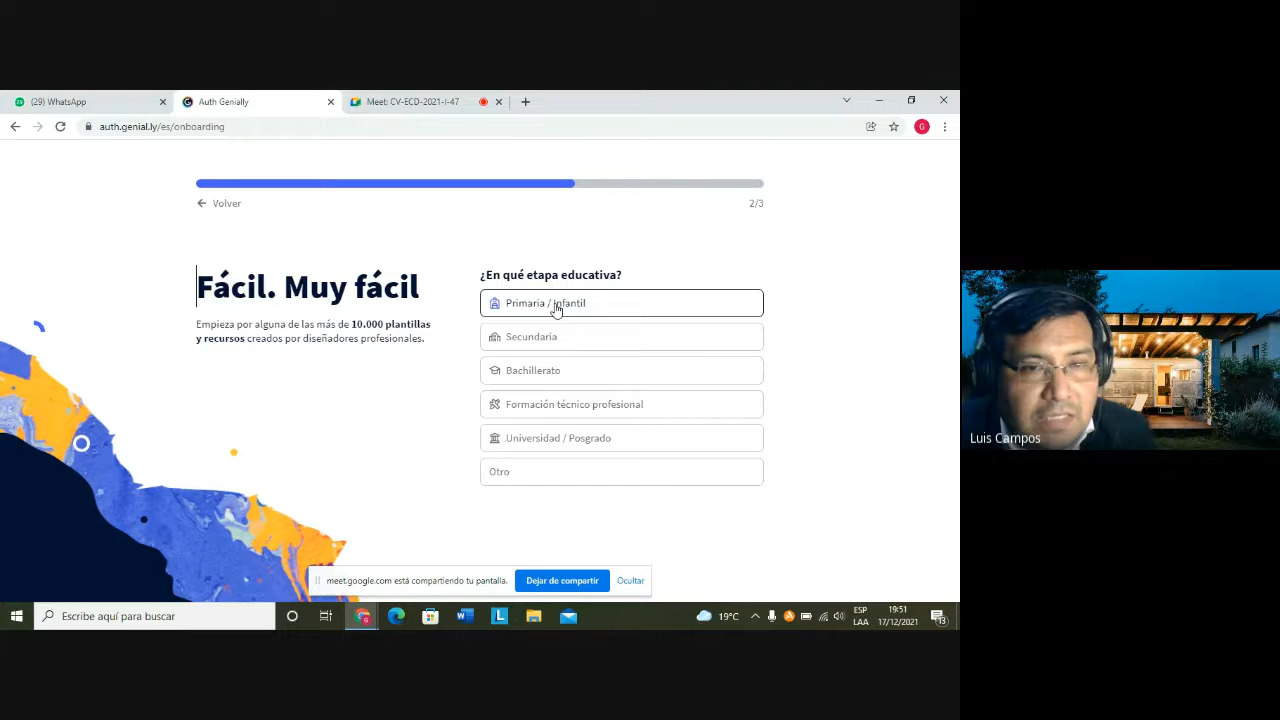 (29) WhatsApp
Auth Genially
Meet: CV-ECD-2021-I-47
auth.genial.ly/es/onboarding
G
Volver
2/3
Fácil. Muy fácil
Empieza por alguna de las más de 10.000 plantillas
y recursos creados por diseñadores profesionales.
¿En qué etapa educativa?
Primaria / Infantil
Secundaria
Bachillerato
Formación técnico profesional
Universidad / Posgrado
Otro
Luis Campos
meet.google.com está compartiendo tu pantalla.
Dejar de compartir
Ocultar
Escribe aquí para buscar
19°C
ESP
LAA
19:51
17/12/2021
13